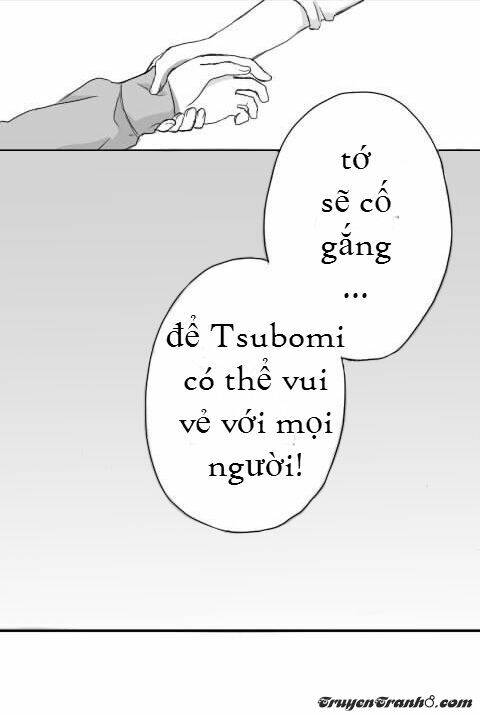 tớ
sẽ cố
gắng
...
để Tsubomi
có thể vui
vẻ với mọi
người!
TruyenTranh8.com